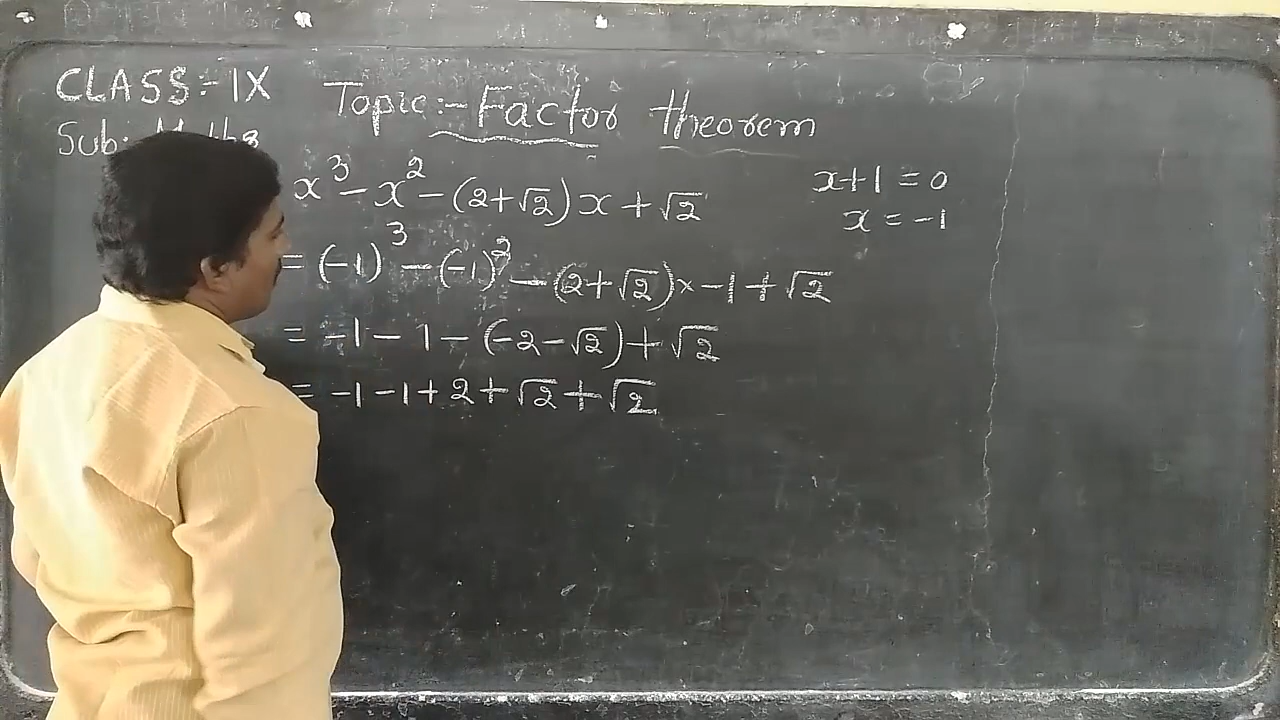 CLASS:- IX
Topic:- Factor theorem
Sub:
x³ - x² - (2+√2)x + √2
x+1 = 0
x = -1
= (-1)³ - (-1)² - (2+√2)×-1+√2
= -1 - 1 - (-2-√2)+√2
= -1-1+2+√2+√2